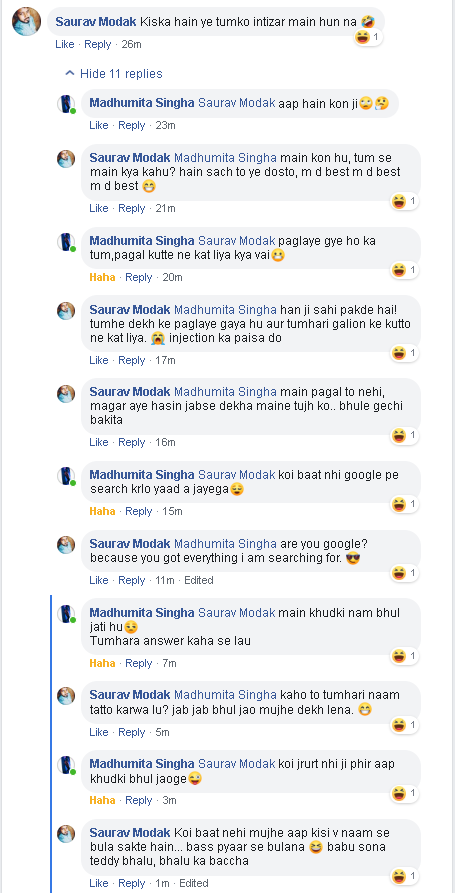 Saurav Modak Kiska hain ye tumko intizar main hun na 🤣
😆 1
Like · Reply · 26m
Hide 11 replies
Madhumita Singha Saurav Modak aap hain kon ji🙄🤔
Like · Reply · 23m
Saurav Modak Madhumita Singha main kon hu, tum se
main kya kahu? hain sach to ye dosto, m d best m d best
m d best 😁
😆 1
Like · Reply · 21m
Madhumita Singha Saurav Modak paglaye gye ho ka
tum,pagal kutte ne kat liya kya vai😬
😆 1
Haha · Reply · 20m
Saurav Modak Madhumita Singha han ji sahi pakde hai!
tumhe dekh ke paglaye gaya hu aur tumhari galion ke kutto
ne kat liya. 😭 injection ka paisa do
😆 1
Like · Reply · 17m
Saurav Modak Madhumita Singha main pagal to nehi,
magar aye hasin jabse dekha maine tujh ko.. bhule gechi
bakita
😆 1
Like · Reply · 16m
Madhumita Singha Saurav Modak koi baat nhi google pe
search krlo yaad a jayega😌
😆 1
Haha · Reply · 15m
Saurav Modak Madhumita Singha are you google?
because you got everything i am searching for. 😎
😆 1
Like · Reply · 11m · Edited
Madhumita Singha Saurav Modak main khudki nam bhul
jati hu😥
Tumhara answer kaha se lau
😆 1
Haha · Reply · 7m
Saurav Modak Madhumita Singha kaho to tumhari naam
tatto karwa lu? jab jab bhul jao mujhe dekh lena. 😁
😆 1
Like · Reply · 5m
Madhumita Singha Saurav Modak koi jrurt nhi ji phir aap
khudki bhul jaoge😜
😆 1
Haha · Reply · 3m
Saurav Modak Koi baat nehi mujhe aap kisi v naam se
bula sakte hain... bass pyaar se bulana 😆 babu sona
teddy bhalu, bhalu ka baccha
😆 1
Like · Reply · 1m · Edited